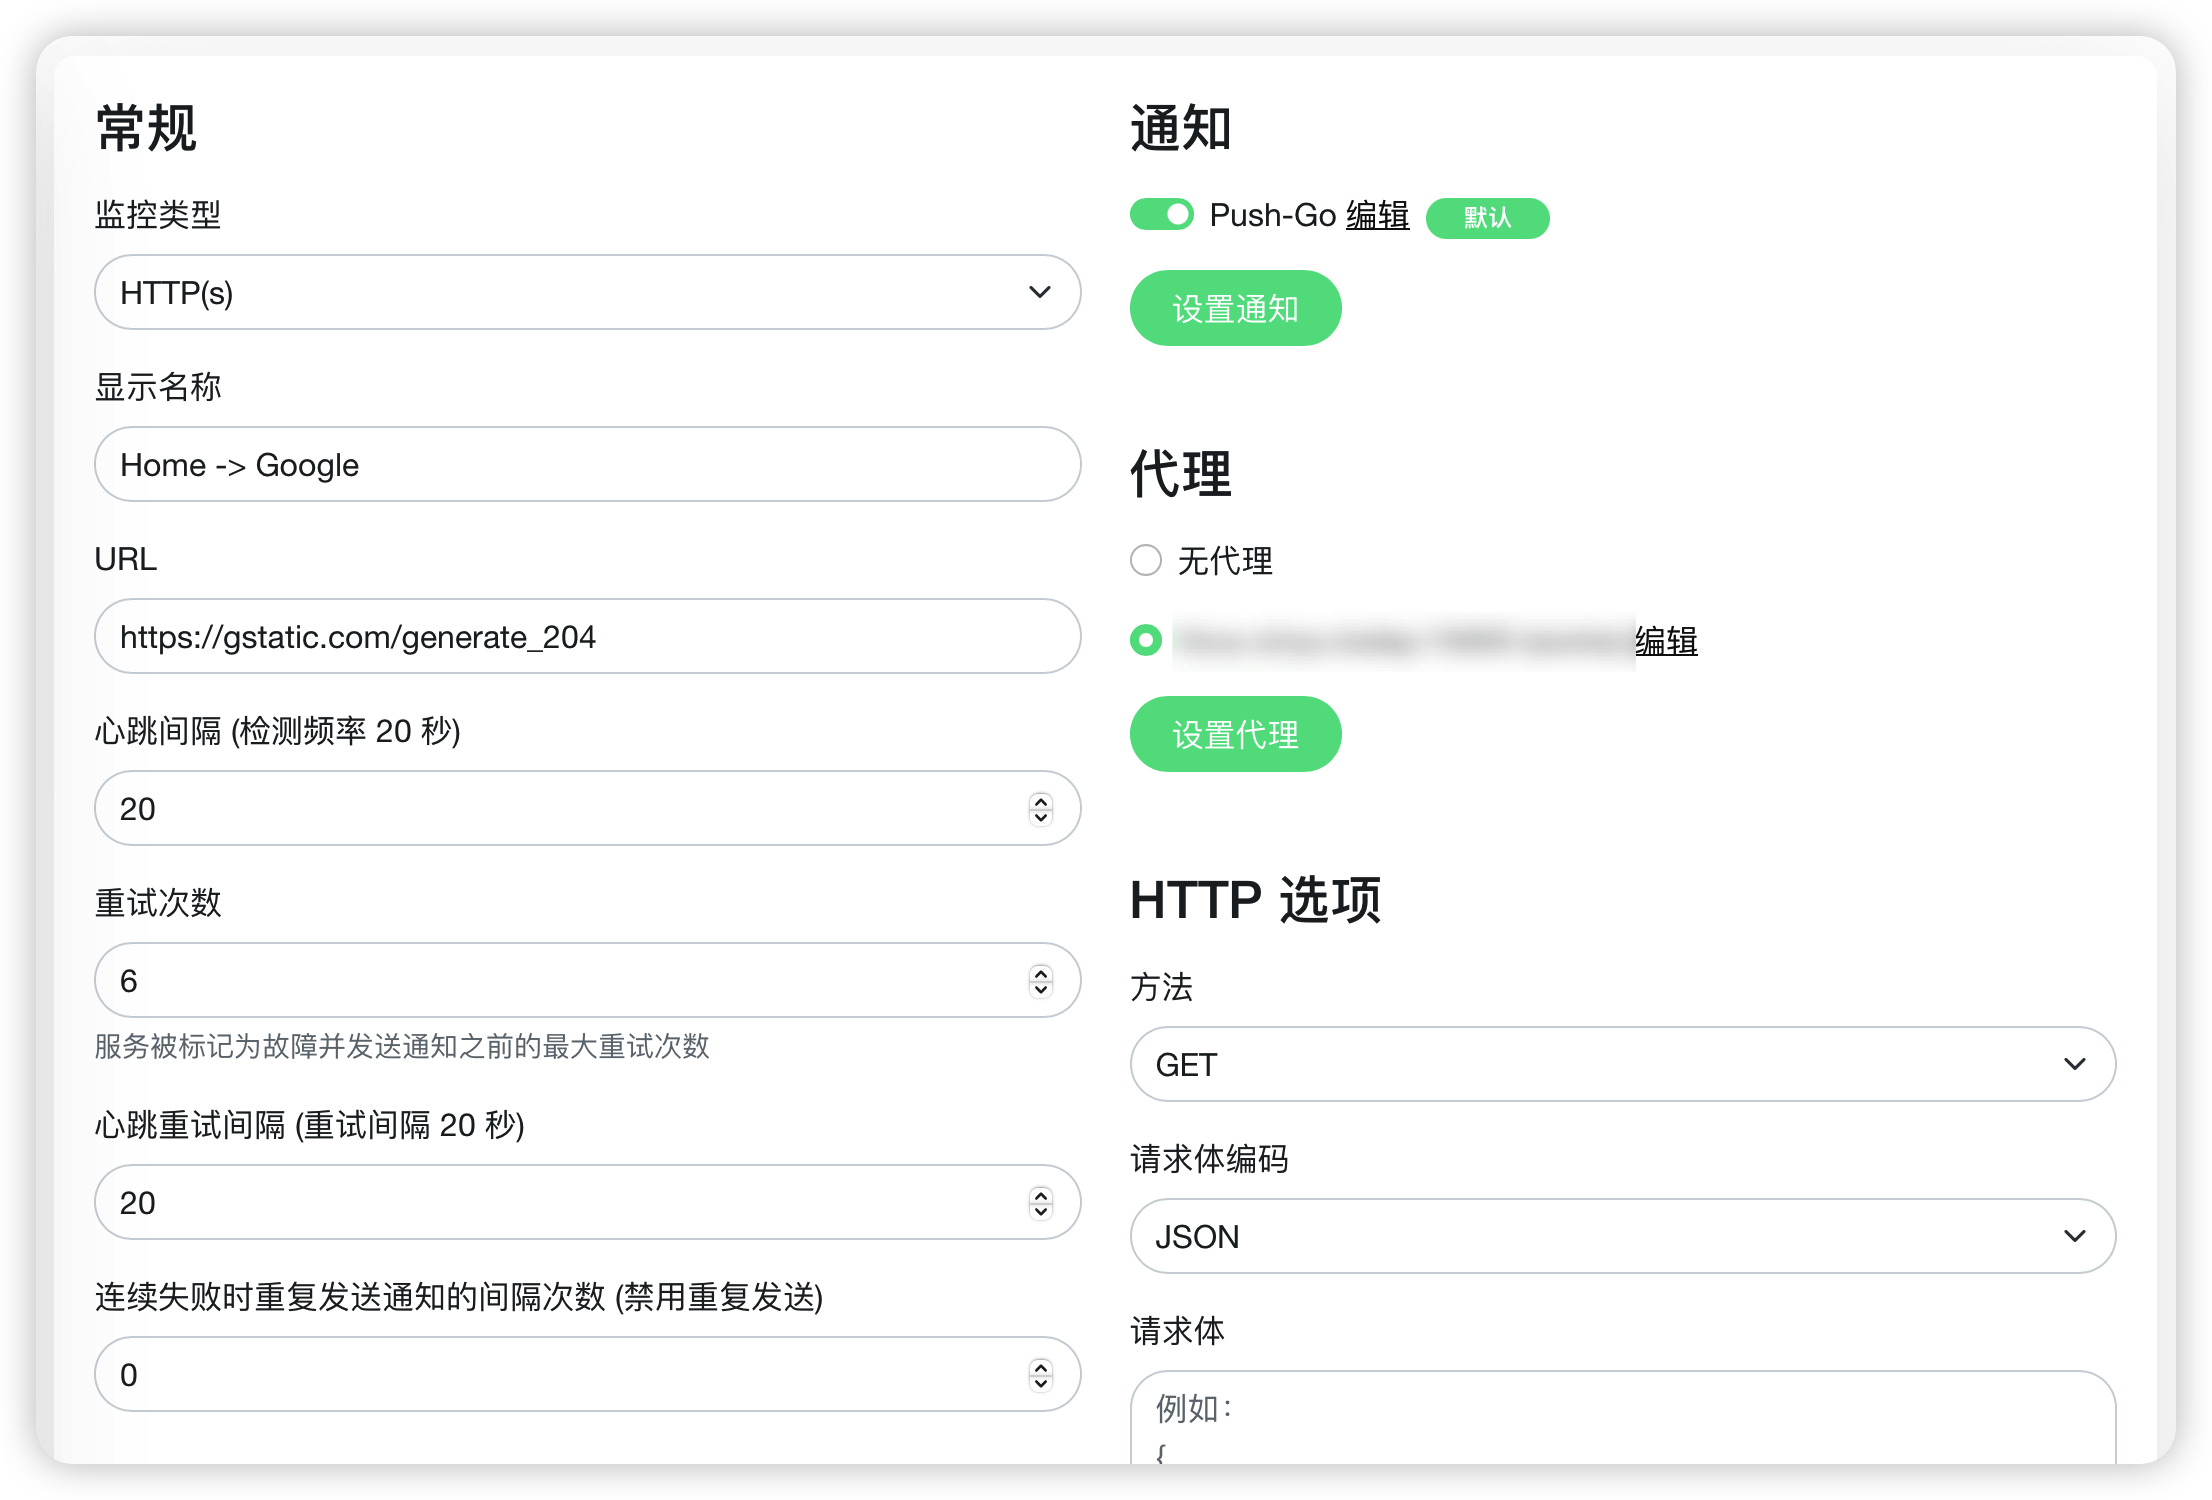 常规
监控类型
HTTP(s)
显示名称
Home -> Google
URL
https://gstatic.com/generate_204
心跳间隔 (检测频率 20 秒)
20
重试次数
6
服务被标记为故障并发送通知之前的最大重试次数
心跳重试间隔 (重试间隔 20 秒)
20
连续失败时重复发送通知的间隔次数 (禁用重复发送)
0
通知
Push-Go 编辑 默认
设置通知
代理
无代理
编辑
设置代理
HTTP 选项
方法
GET
请求体编码
JSON
请求体
例如：
{